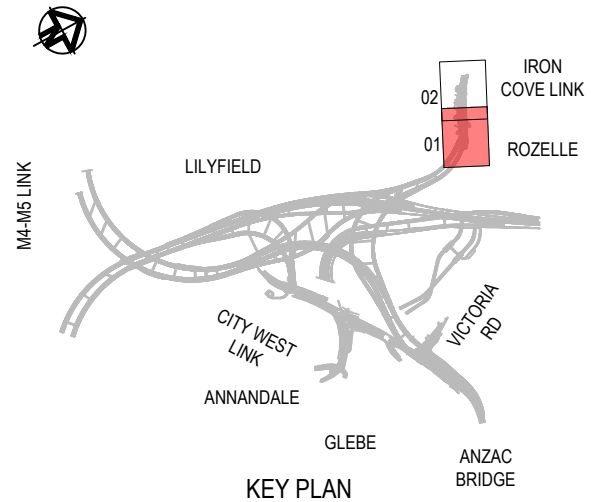 IRON
COVE LINK
02
01
ROZELLE
LILYFIELD
M4-M5 LINK
CITY WEST
LINK
VICTORIA
RD
ANNANDALE
GLEBE
ANZAC
BRIDGE
KEY PLAN